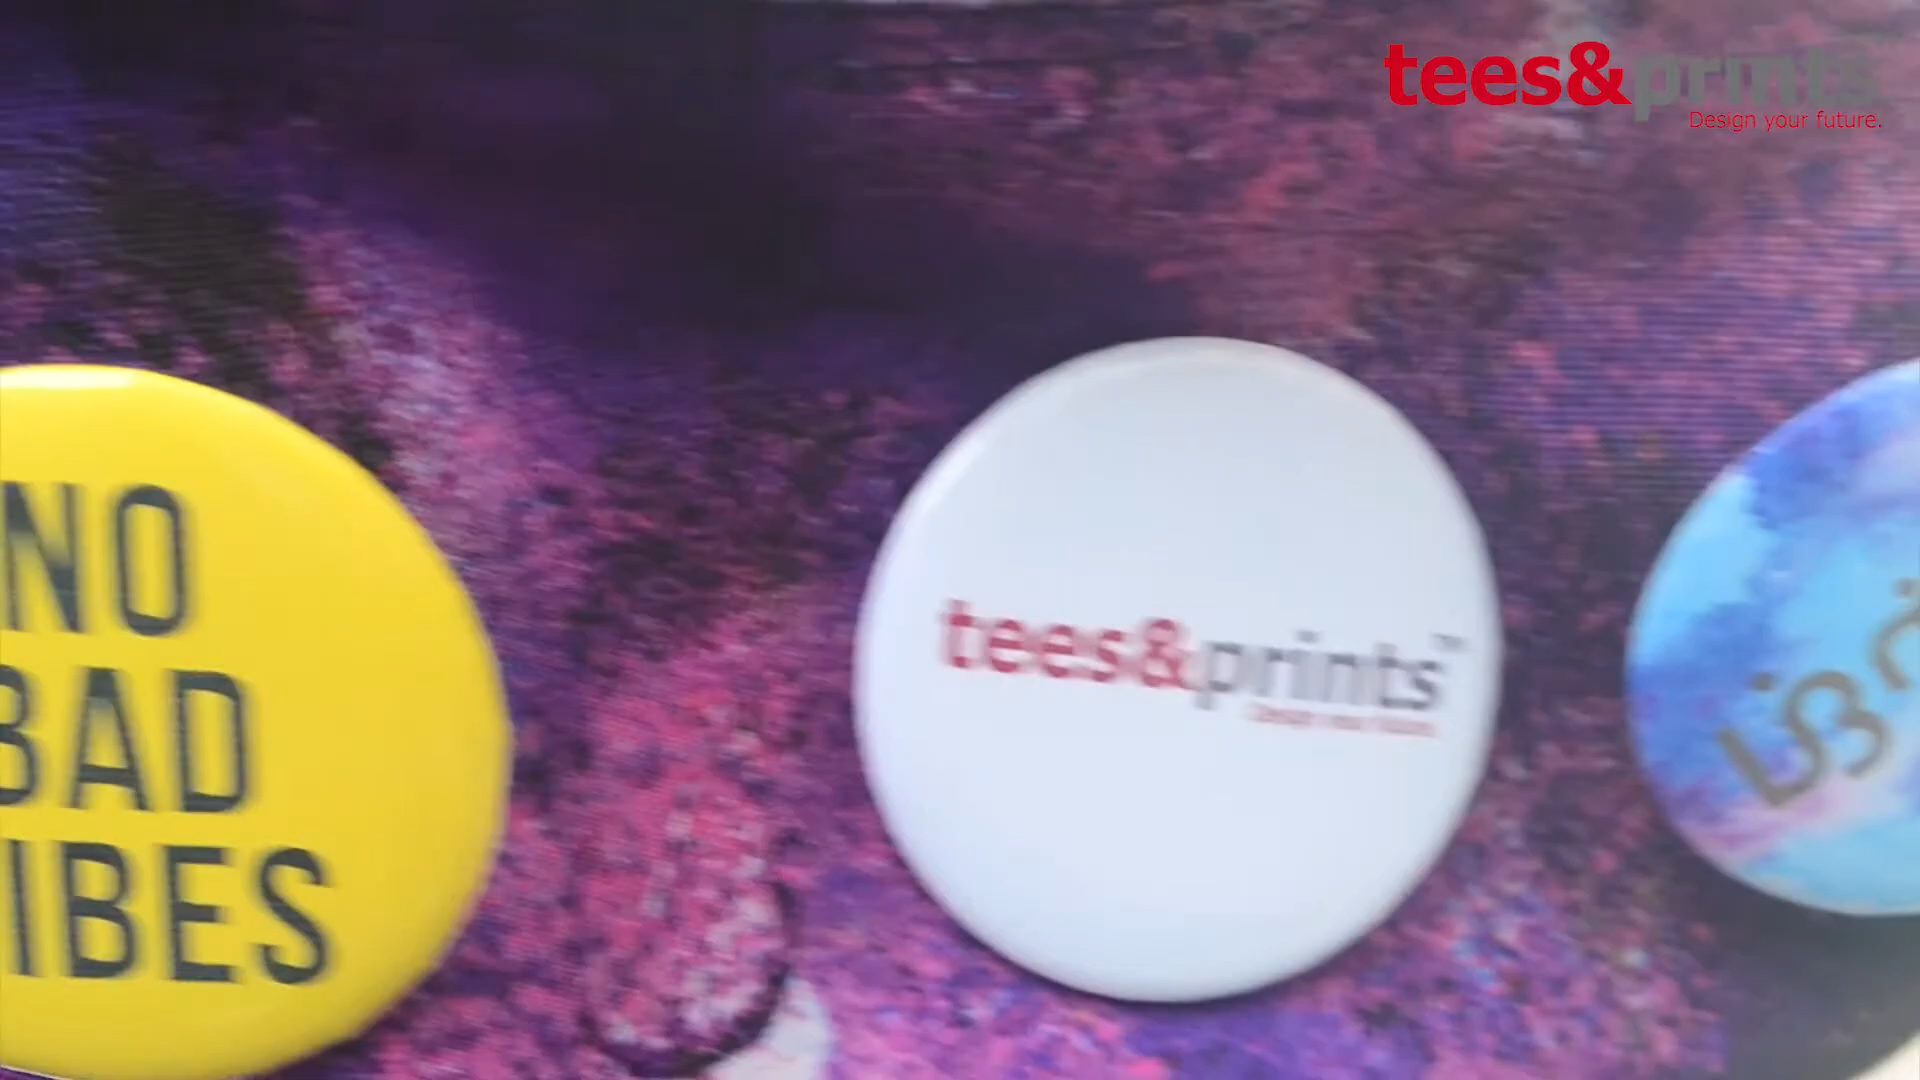 tees&prints
Design your future.
NO
BAD
IBES
tees&prints™